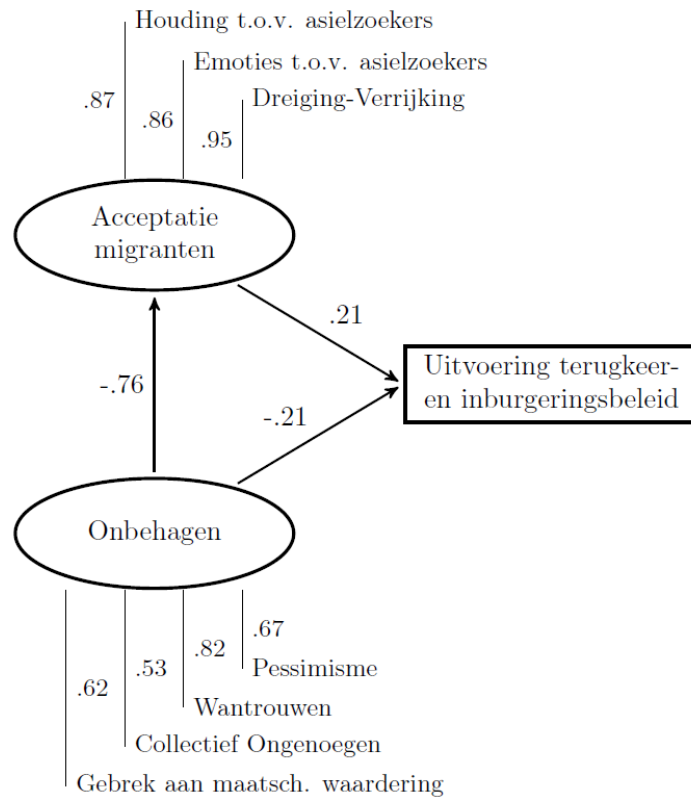 Houding t.o.v. asielzoekers
Emoties t.o.v. asielzoekers
.87
Dreiging-Verrijking
.86
.95
Acceptatie
migranten
.21
Uitvoering terugkeer-
en inburgeringsbeleid
-.76
-.21
Onbehagen
.67
.82
.53
Pessimisme
.62
Wantrouwen
Collectief Ongenoegen
Gebrek aan maatsch. waardering